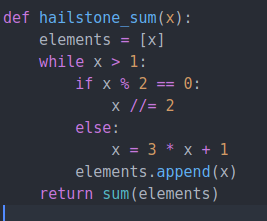 def hailstone_sum(x):
    elements = [x]
    while x > 1:
        if x % 2 == 0:
            x //= 2
        else:
            x = 3 * x + 1
        elements.append(x)
    return sum(elements)